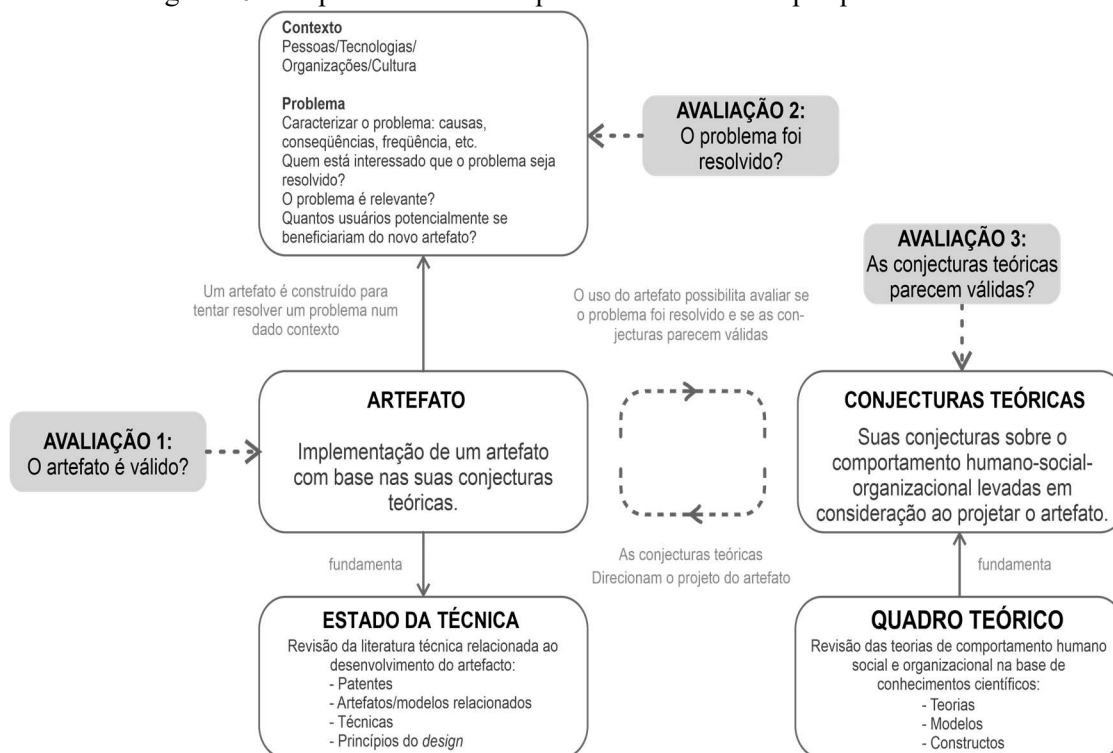 Contexto
Pessoas/Tecnologias/
Organizações/Cultura
Problema
Caracterizar o problema: causas,
conseqüências, freqüência, etc.
Quem está interessado que o problema seja
resolvido?
O problema é relevante?
Quantos usuários potencialmente se
beneficiariam do novo artefato?
AVALIAÇÃO 2:
O problema foi
resolvido?
AVALIAÇÃO 3:
As conjecturas teóricas
parecem válidas?
Um artefato é construído para
tentar resolver um problema num
dado contexto
O uso do artefato possibilita avaliar se
o problema foi resolvido e se as con-
jecturas parecem válidas
AVALIAÇÃO 1:
O artefato é válido?
ARTEFATO
Implementação de um artefato
com base nas suas conjecturas
teóricas.
CONJECTURAS TEÓRICAS
Suas conjecturas sobre o
comportamento humano-social-
organizacional levadas em
consideração ao projetar o artefato.
fundamenta
As conjecturas teóricas
Direcionam o projeto do artefato
fundamenta
ESTADO DA TÉCNICA
Revisão da literatura técnica relacionada ao
desenvolvimento do artefacto:
- Patentes
- Artefatos/modelos relacionados
- Técnicas
- Princípios do design
QUADRO TEÓRICO
Revisão das teorias de comportamento humano
social e organizacional na base de
conhecimentos científicos:
- Teorias
- Modelos
- Constructos